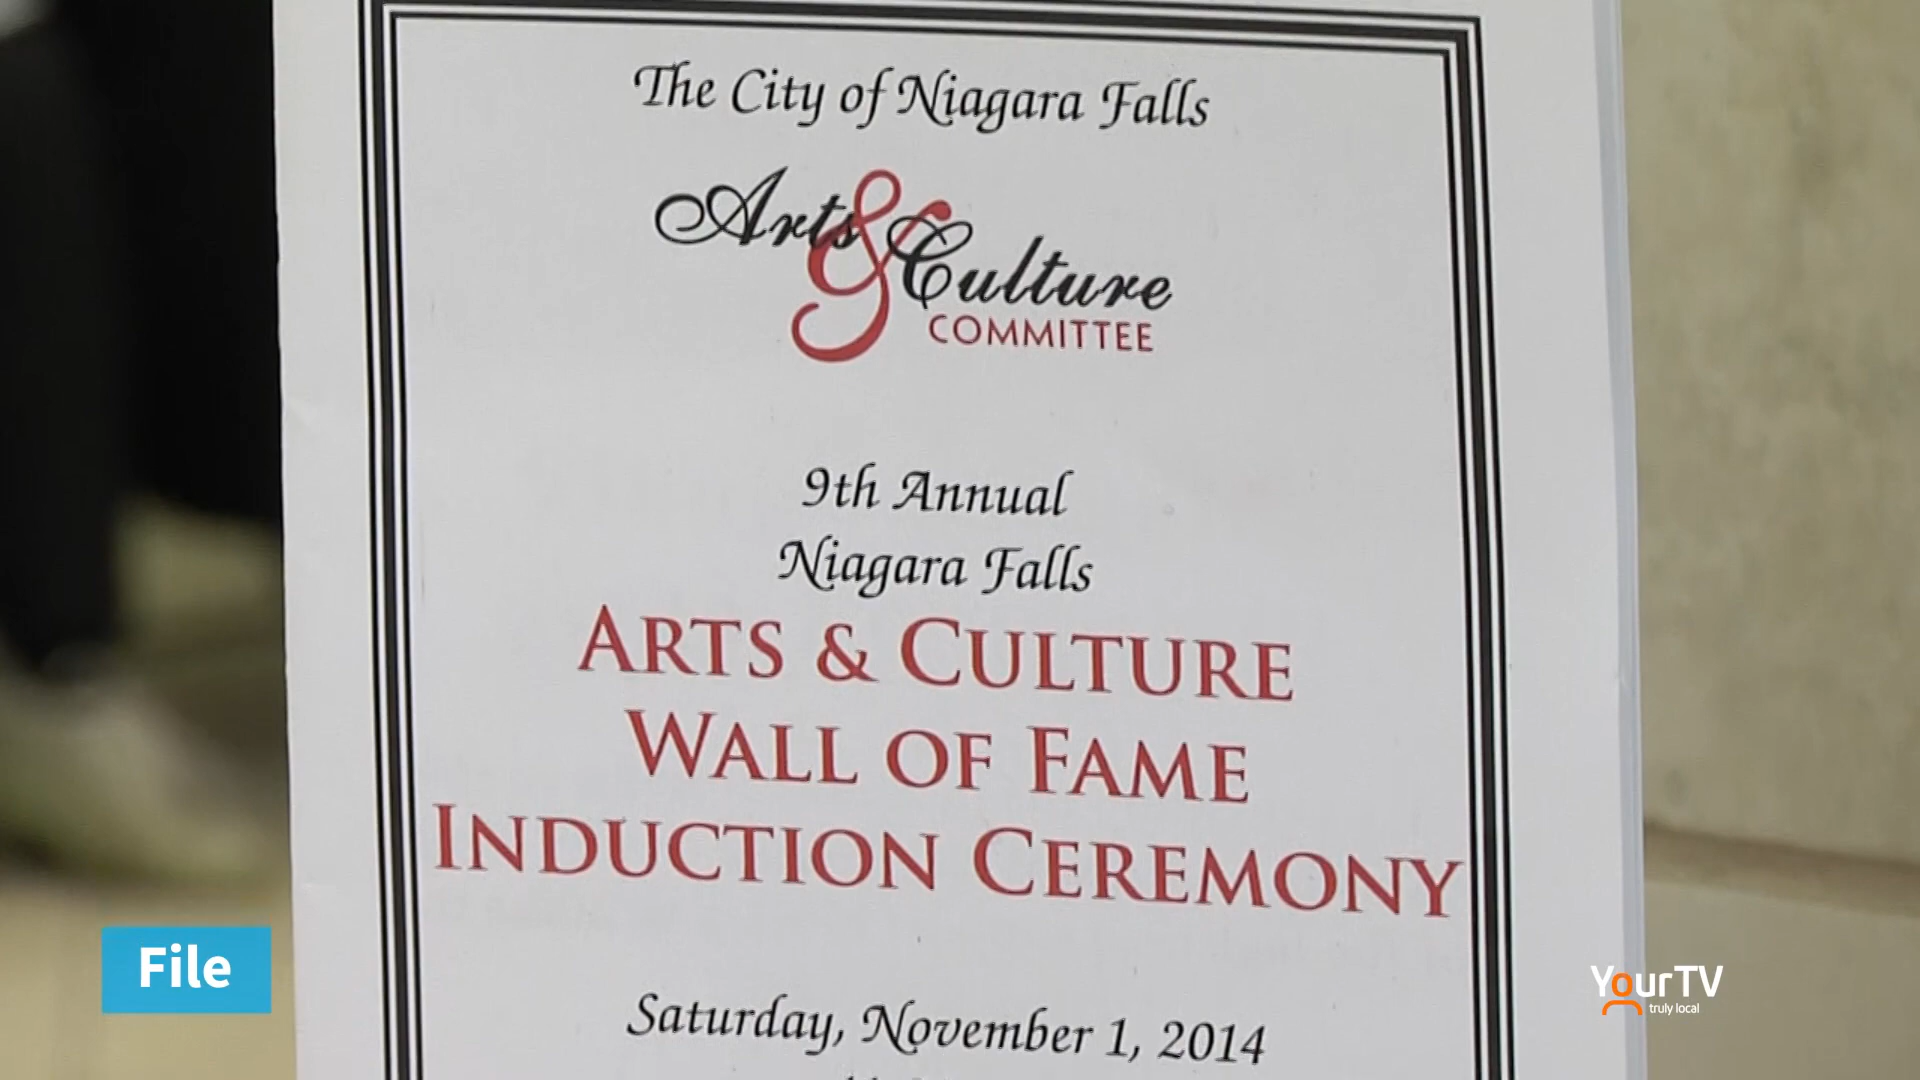 The City of Niagara Falls
Arts & Culture
COMMITTEE
9th Annual
Niagara Falls
ARTS & CULTURE
WALL OF FAME
INDUCTION CEREMONY
Saturday, November 1, 2014
File
YourTV
truly local